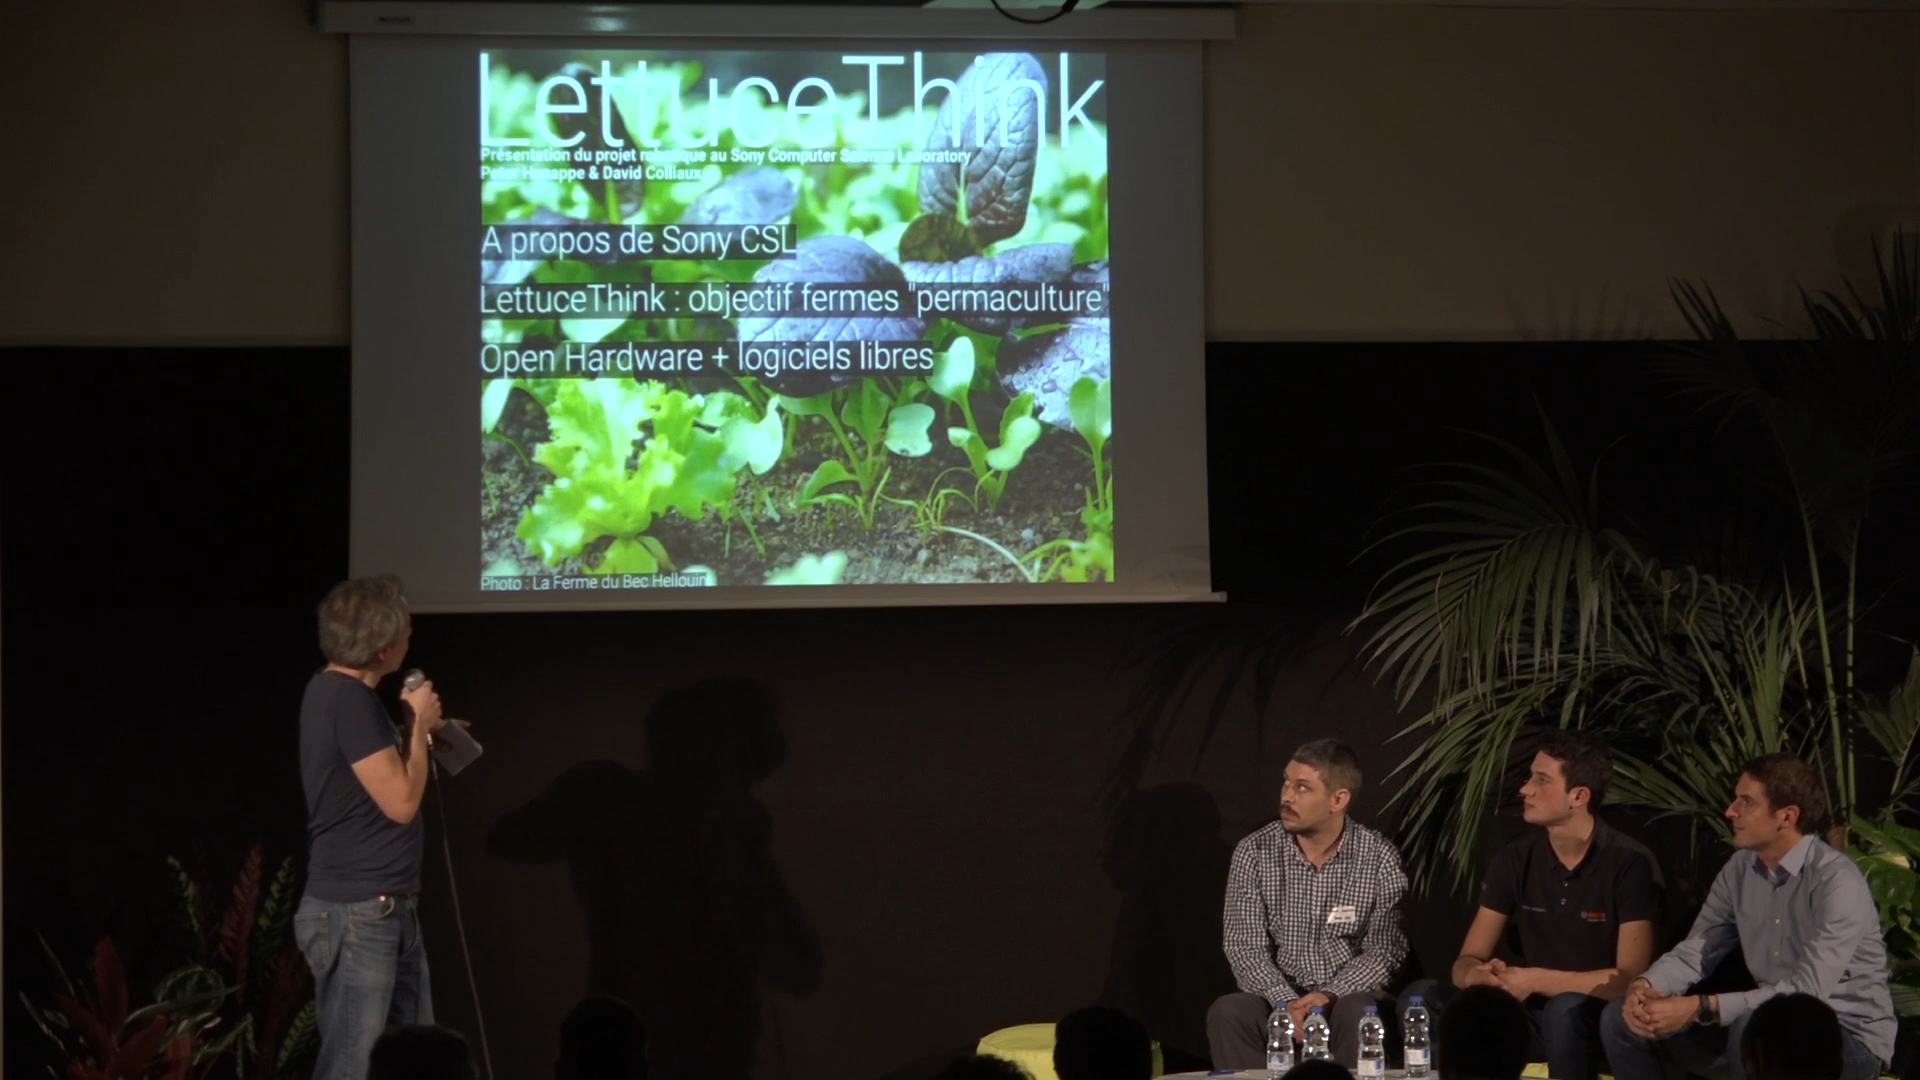 LettuceThink
Présentation du projet robotique au Sony Computer Science Laboratory
Peter Hanappe & David Colliaux
A propos de Sony CSL
LettuceThink : objectif fermes "permaculture"
Open Hardware + logiciels libres
Photo : La Ferme du Bec Hellouin